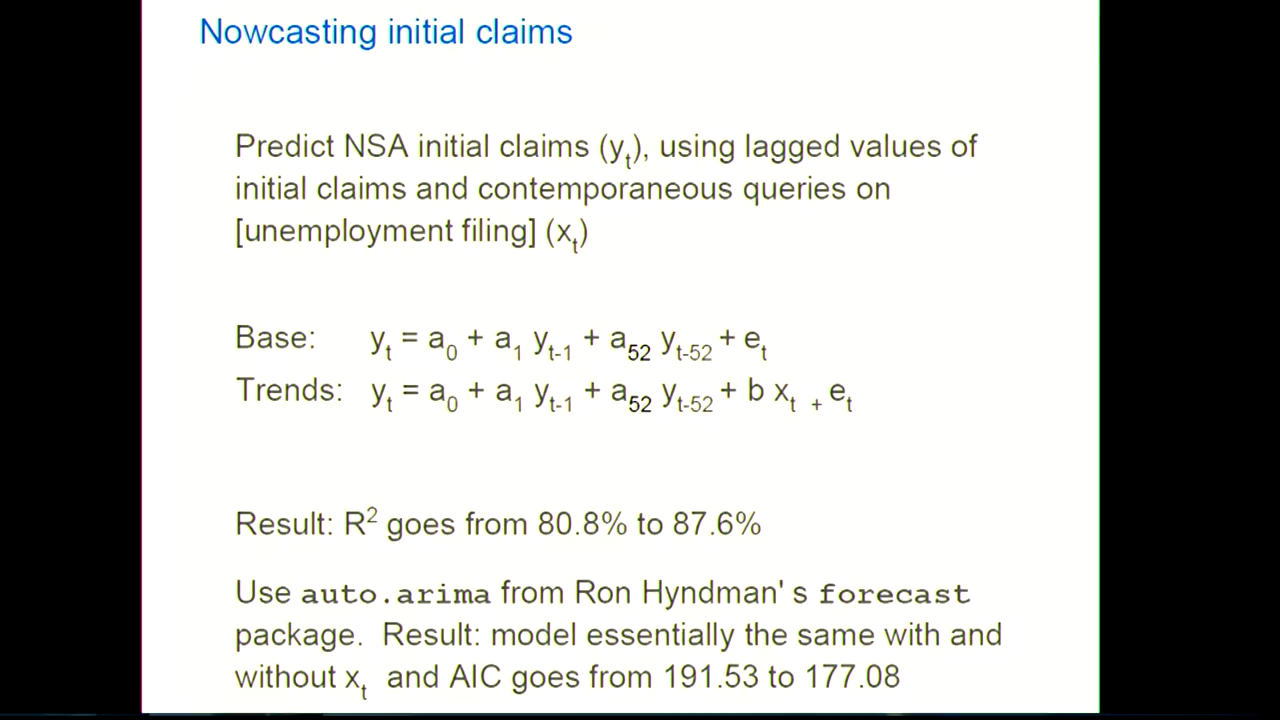 Nowcasting initial claims
Predict NSA initial claims (yₜ), using lagged values of
initial claims and contemporaneous queries on
[unemployment filing] (xₜ)
Base: yₜ = a₀ + a₁ yₜ₋₁ + a₅₂ yₜ₋₅₂ + eₜ
Trends: yₜ = a₀ + a₁ yₜ₋₁ + a₅₂ yₜ₋₅₂ + b xₜ + eₜ
Result: R² goes from 80.8% to 87.6%
Use auto.arima from Ron Hyndman's forecast
package. Result: model essentially the same with and
without xₜ and AIC goes from 191.53 to 177.08